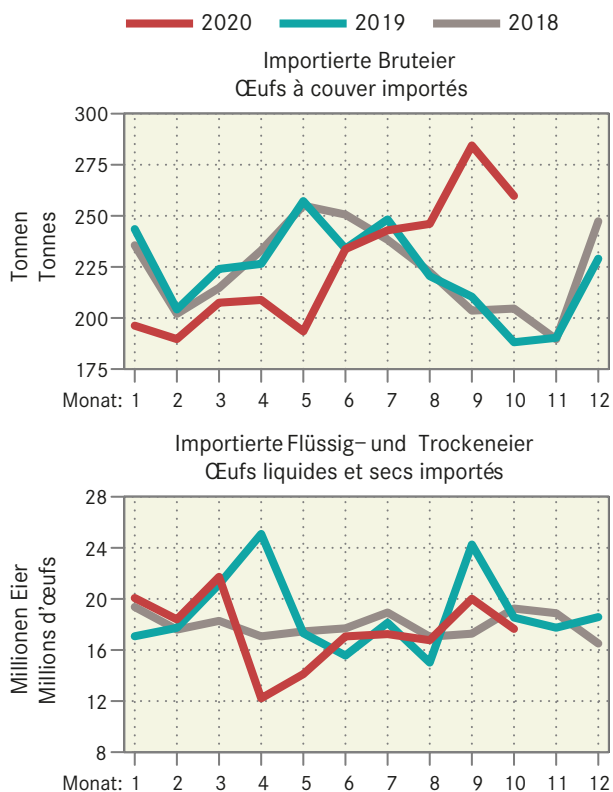 2020 2019 2018
Importierte Bruteier
Œufs à couver importés
Tonnen
Tonnes
300
275
250
225
200
175
Monat: 1 2 3 4 5 6 7 8 9 10 11 12
Importierte Flüssig- und Trockeneier
Œufs liquides et secs importés
Millionen Eier
Millions d'œufs
28
24
20
16
12
8
Monat: 1 2 3 4 5 6 7 8 9 10 11 12